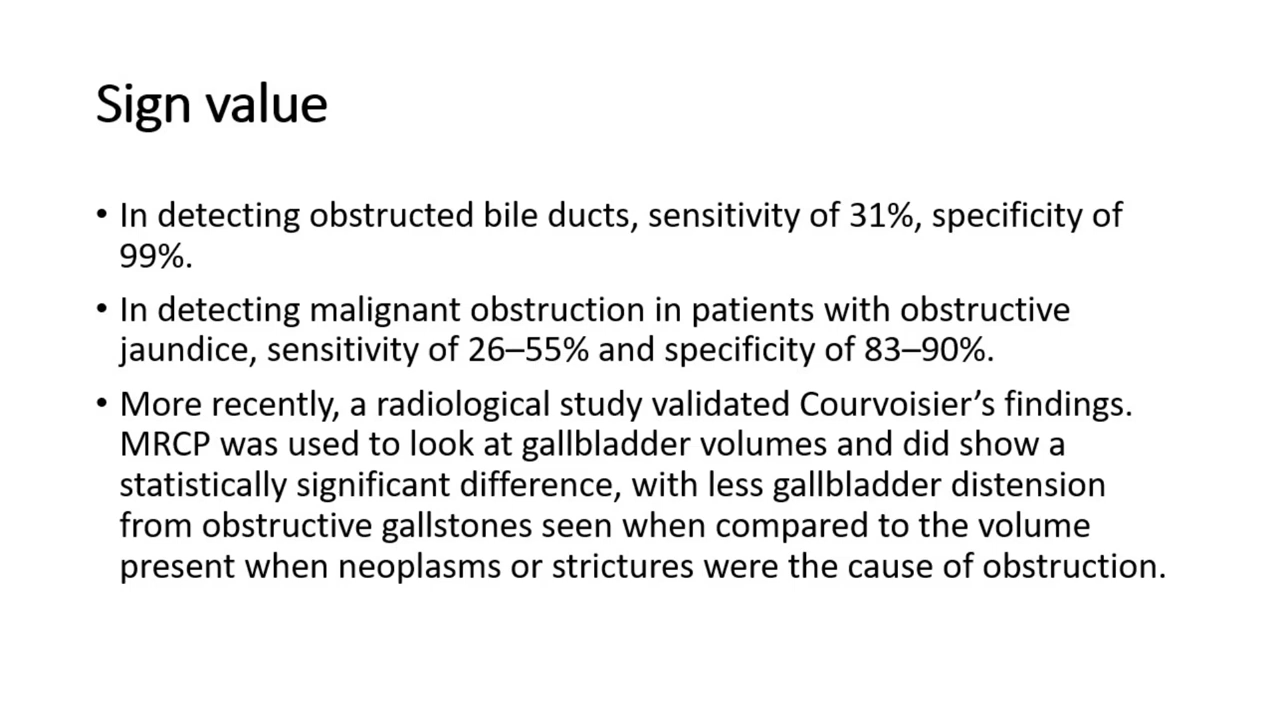 Sign value
• In detecting obstructed bile ducts, sensitivity of 31%, specificity of
99%.
• In detecting malignant obstruction in patients with obstructive
jaundice, sensitivity of 26–55% and specificity of 83–90%.
• More recently, a radiological study validated Courvoisier’s findings.
MRCP was used to look at gallbladder volumes and did show a
statistically significant difference, with less gallbladder distension
from obstructive gallstones seen when compared to the volume
present when neoplasms or strictures were the cause of obstruction.